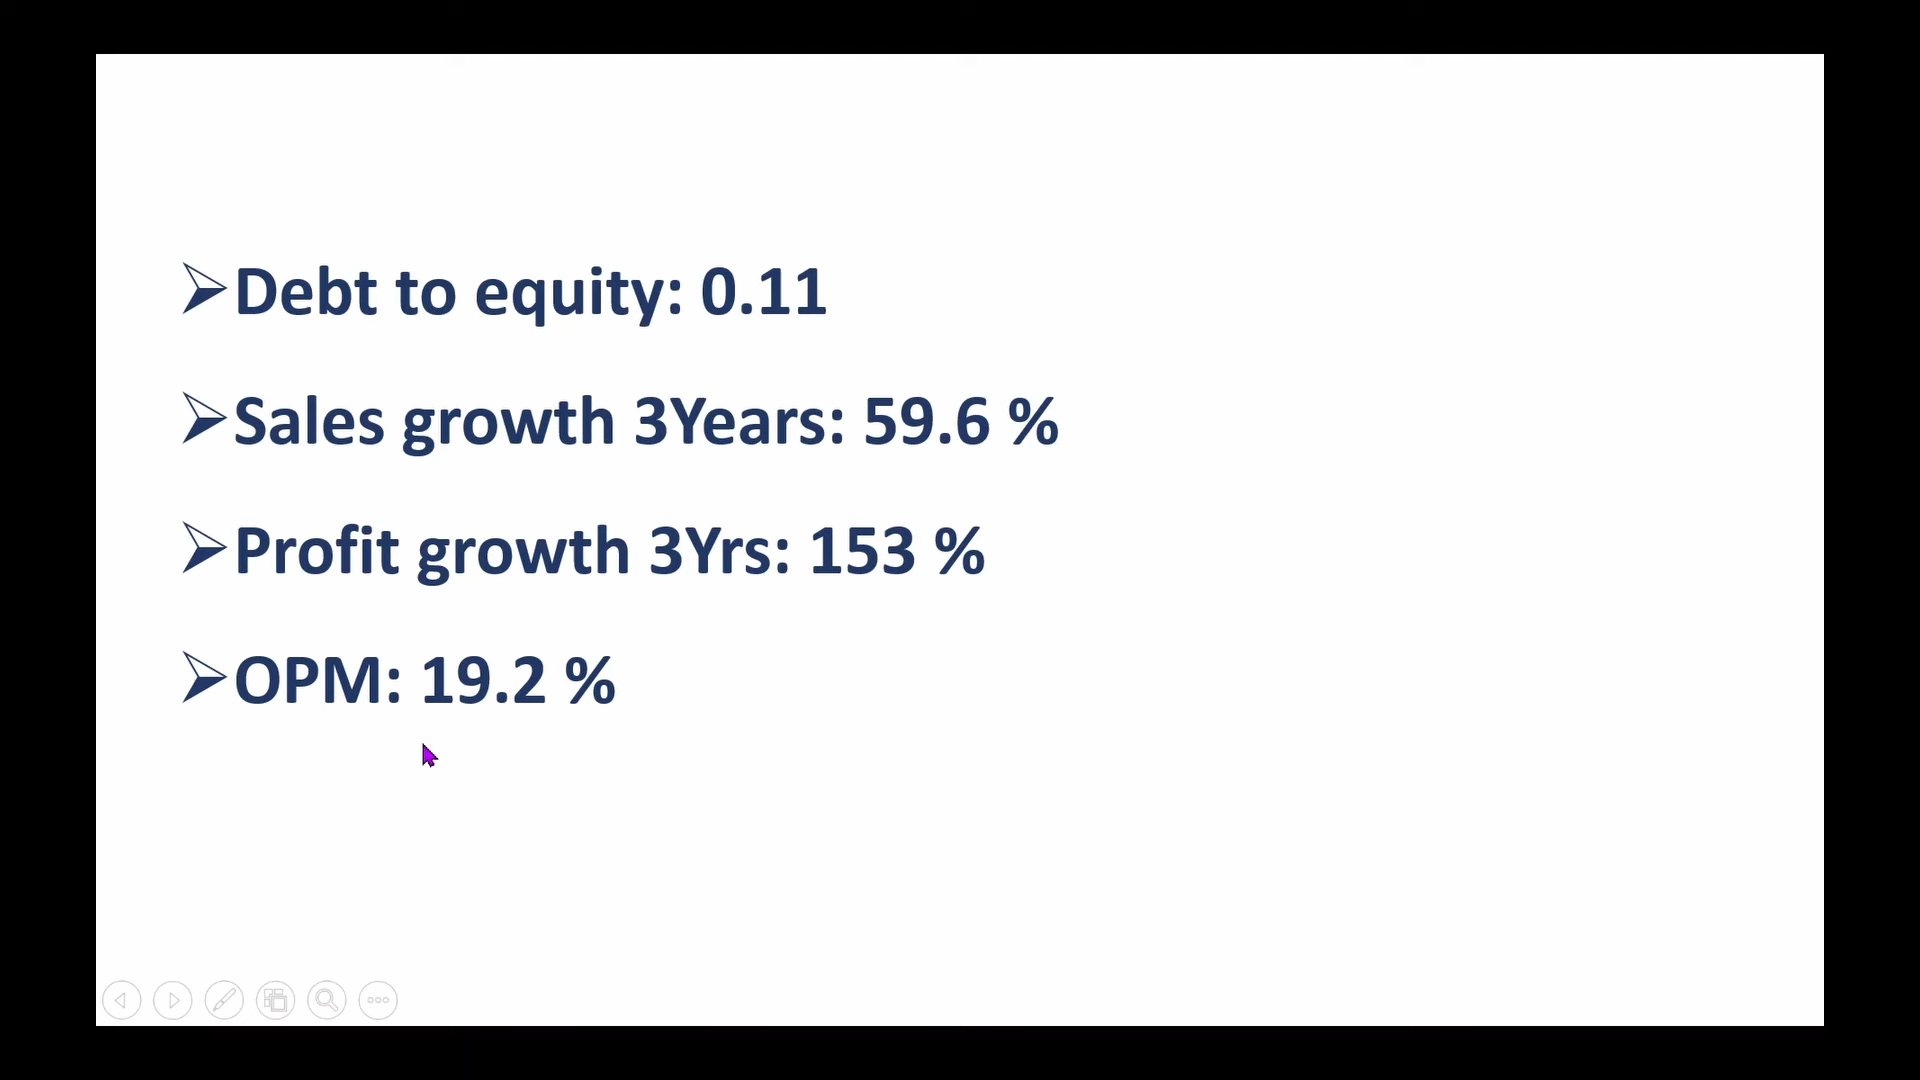 Debt to equity: 0.11
Sales growth 3Years: 59.6 %
Profit growth 3Yrs: 153 %
OPM: 19.2 %